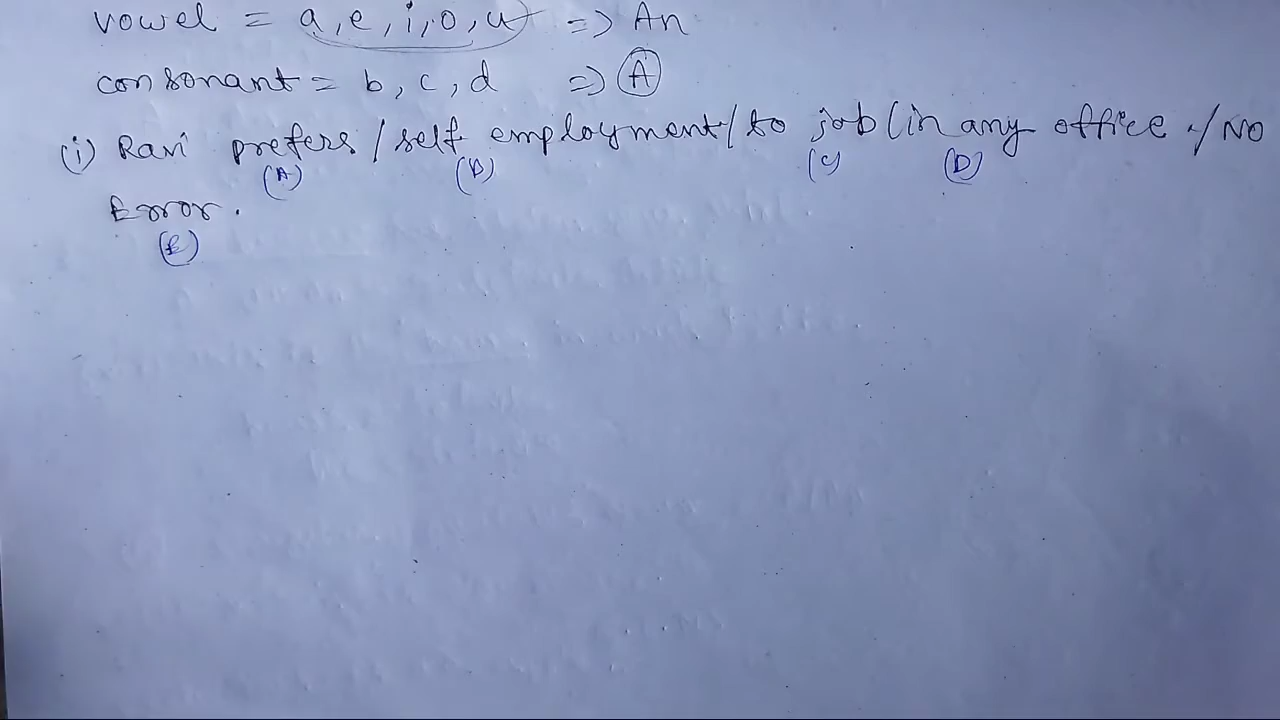 vowel = a, e, i, o, u => An
consonant = b, c, d => A
(i) Ravi prefers / self employment / to job / in any office . / No
(A) (B) (C) (D)
Error .
(E)